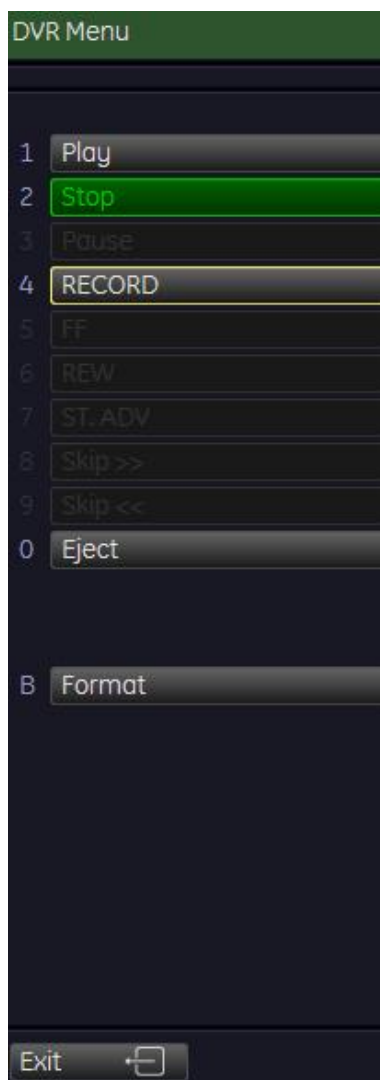 DVR Menu
1 Play
2 Stop
3 Pause
4 RECORD
5 FF
6 REW
7 ST. ADV
8 Skip >>
9 Skip <<
0 Eject
B Format
Exit